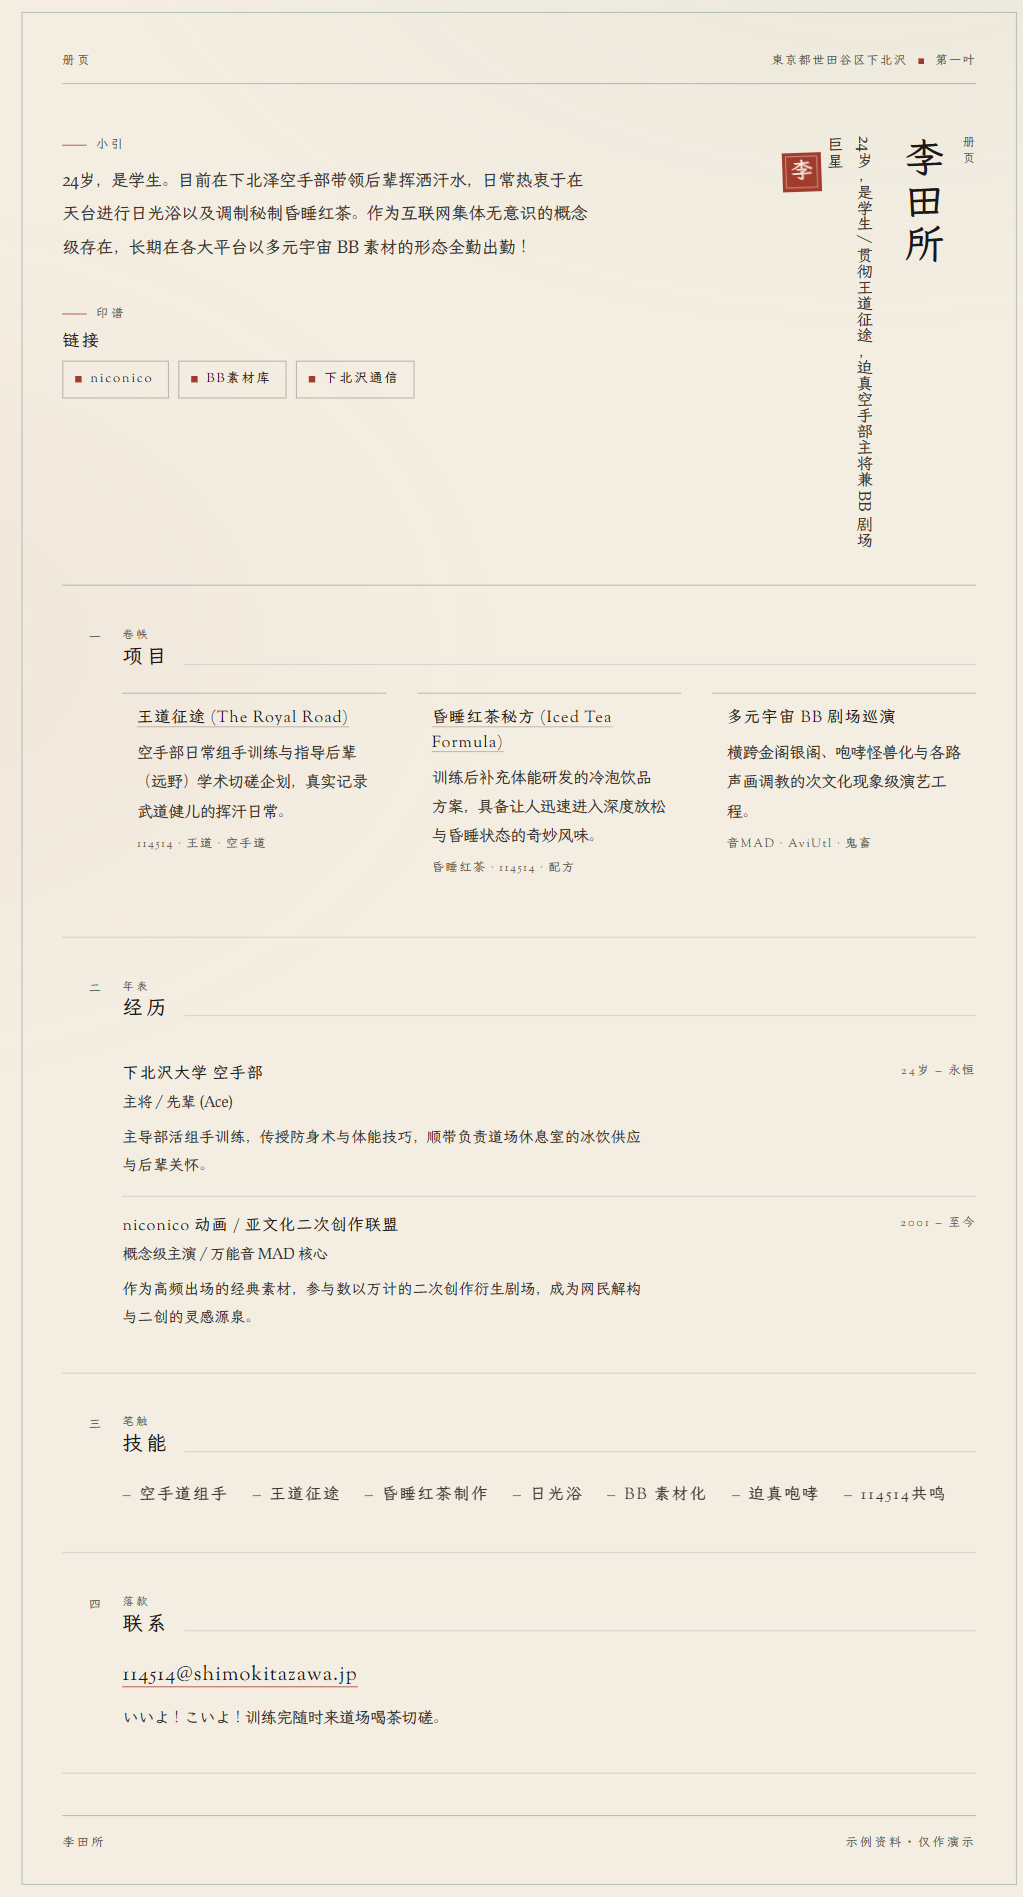 册页
東京都世田谷区下北沢 ■ 第一叶
册页
李田所
24岁，是学生／贯彻王道征途，迫真空手部主将兼 BB 剧场
巨星
李
小引
24岁，是学生。目前在下北泽空手部带领后辈挥洒汗水，日常热衷于在
天台进行日光浴以及调制秘制昏睡红茶。作为互联网集体无意识的概念
级存在，长期在各大平台以多元宇宙 BB 素材的形态全勤出勤！
印谱
链接
niconico
BB素材库
下北沢通信
一
卷帙
项目
王道征途 (The Royal Road)
空手部日常组手训练与指导后辈
（远野）学术切磋企划，真实记录
武道健儿的挥汗日常。
114514 · 王道 · 空手道
昏睡红茶秘方 (Iced Tea
Formula)
训练后补充体能研发的冷泡饮品
方案，具备让人迅速进入深度放松
与昏睡状态的奇妙风味。
昏睡红茶 · 114514 · 配方
多元宇宙 BB 剧场巡演
横跨金阁银阁、咆哮怪兽化与各路
声画调教的次文化现象级演艺工
程。
音MAD · AviUtl · 鬼畜
二
年表
经历
下北沢大学 空手部
24岁 – 永恒
主将 / 先辈 (Ace)
主导部活组手训练，传授防身术与体能技巧，顺带负责道场休息室的冰饮供应
与后辈关怀。
niconico 动画 / 亚文化二次创作联盟
2001 – 至今
概念级主演 / 万能音 MAD 核心
作为高频出场的经典素材，参与数以万计的二次创作衍生剧场，成为网民解构
与二创的灵感源泉。
三
笔触
技能
– 空手道组手 – 王道征途 – 昏睡红茶制作 – 日光浴 – BB 素材化 – 迫真咆哮 – 114514共鸣
四
落款
联系
114514@shimokitazawa.jp
いいよ！こいよ！训练完随时来道场喝茶切磋。
李田所
示例资料・仅作演示